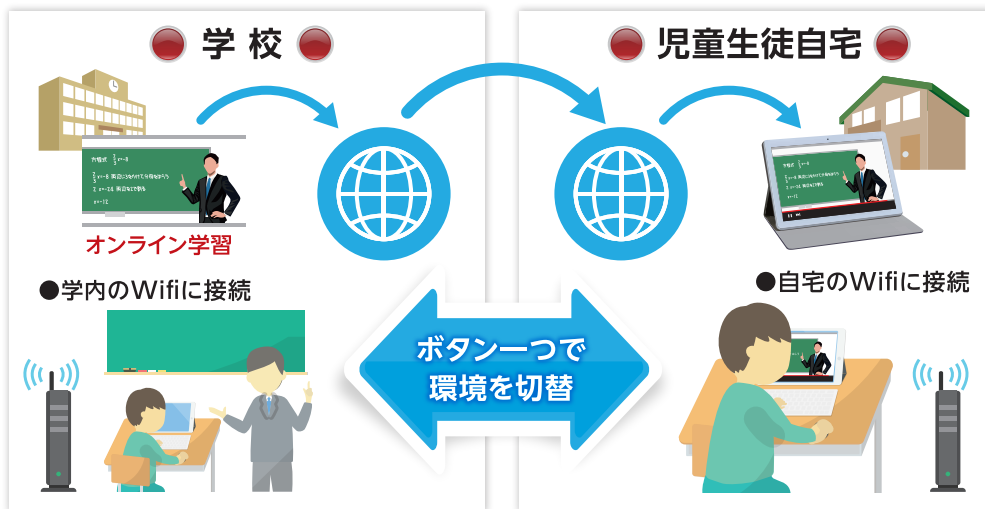 学校
オンライン学習
●学内のWifiに接続
児童生徒自宅
●自宅のWifiに接続
ボタン一つで
環境を切替